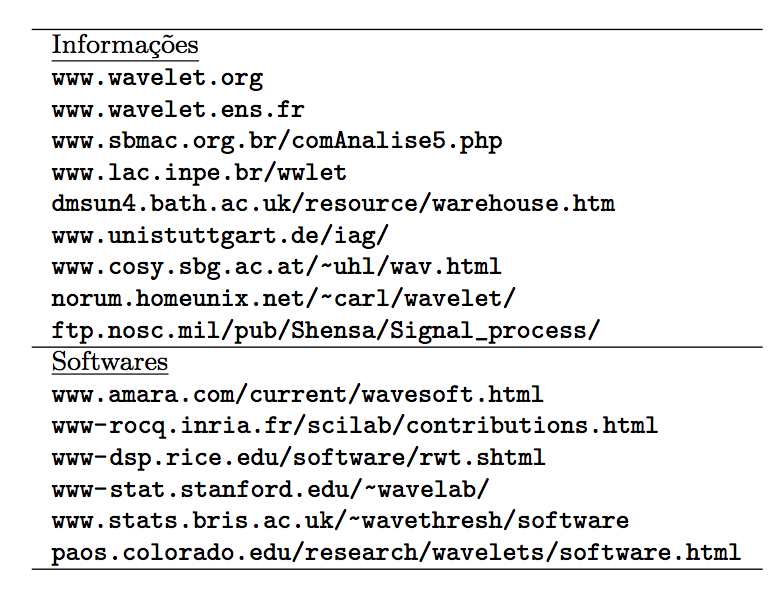 Informações
www.wavelet.org
www.wavelet.ens.fr
www.sbmac.org.br/comAnalise5.php
www.lac.inpe.br/wwlet
dmsun4.bath.ac.uk/resource/warehouse.htm
www.unistuttgart.de/iag/
www.cosy.sbg.ac.at/~uhl/wav.html
norum.homeunix.net/~carl/wavelet/
ftp.nosc.mil/pub/Shensa/Signal_process/
Softwares
www.amara.com/current/wavesoft.html
www-rocq.inria.fr/scilab/contributions.html
www-dsp.rice.edu/software/rwt.shtml
www-stat.stanford.edu/~wavelab/
www.stats.bris.ac.uk/~wavethresh/software
paos.colorado.edu/research/wavelets/software.html